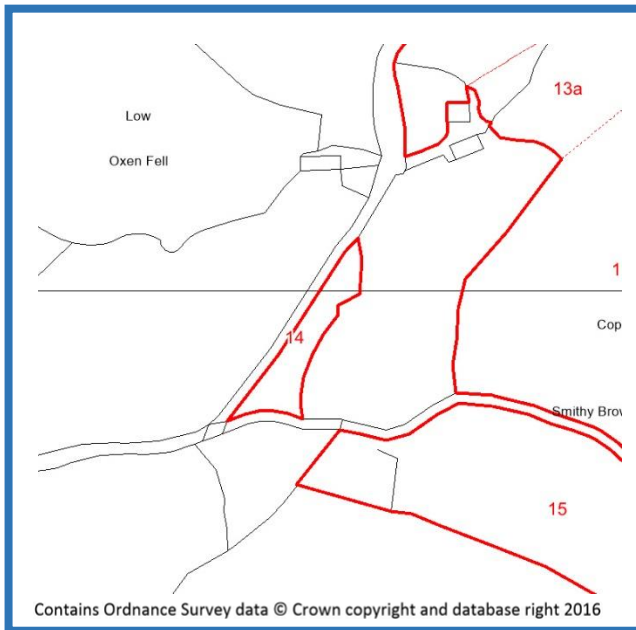 13a
Low
Oxen Fell
1
Cop
14
Smithy Brow
15
Contains Ordnance Survey data © Crown copyright and database right 2016